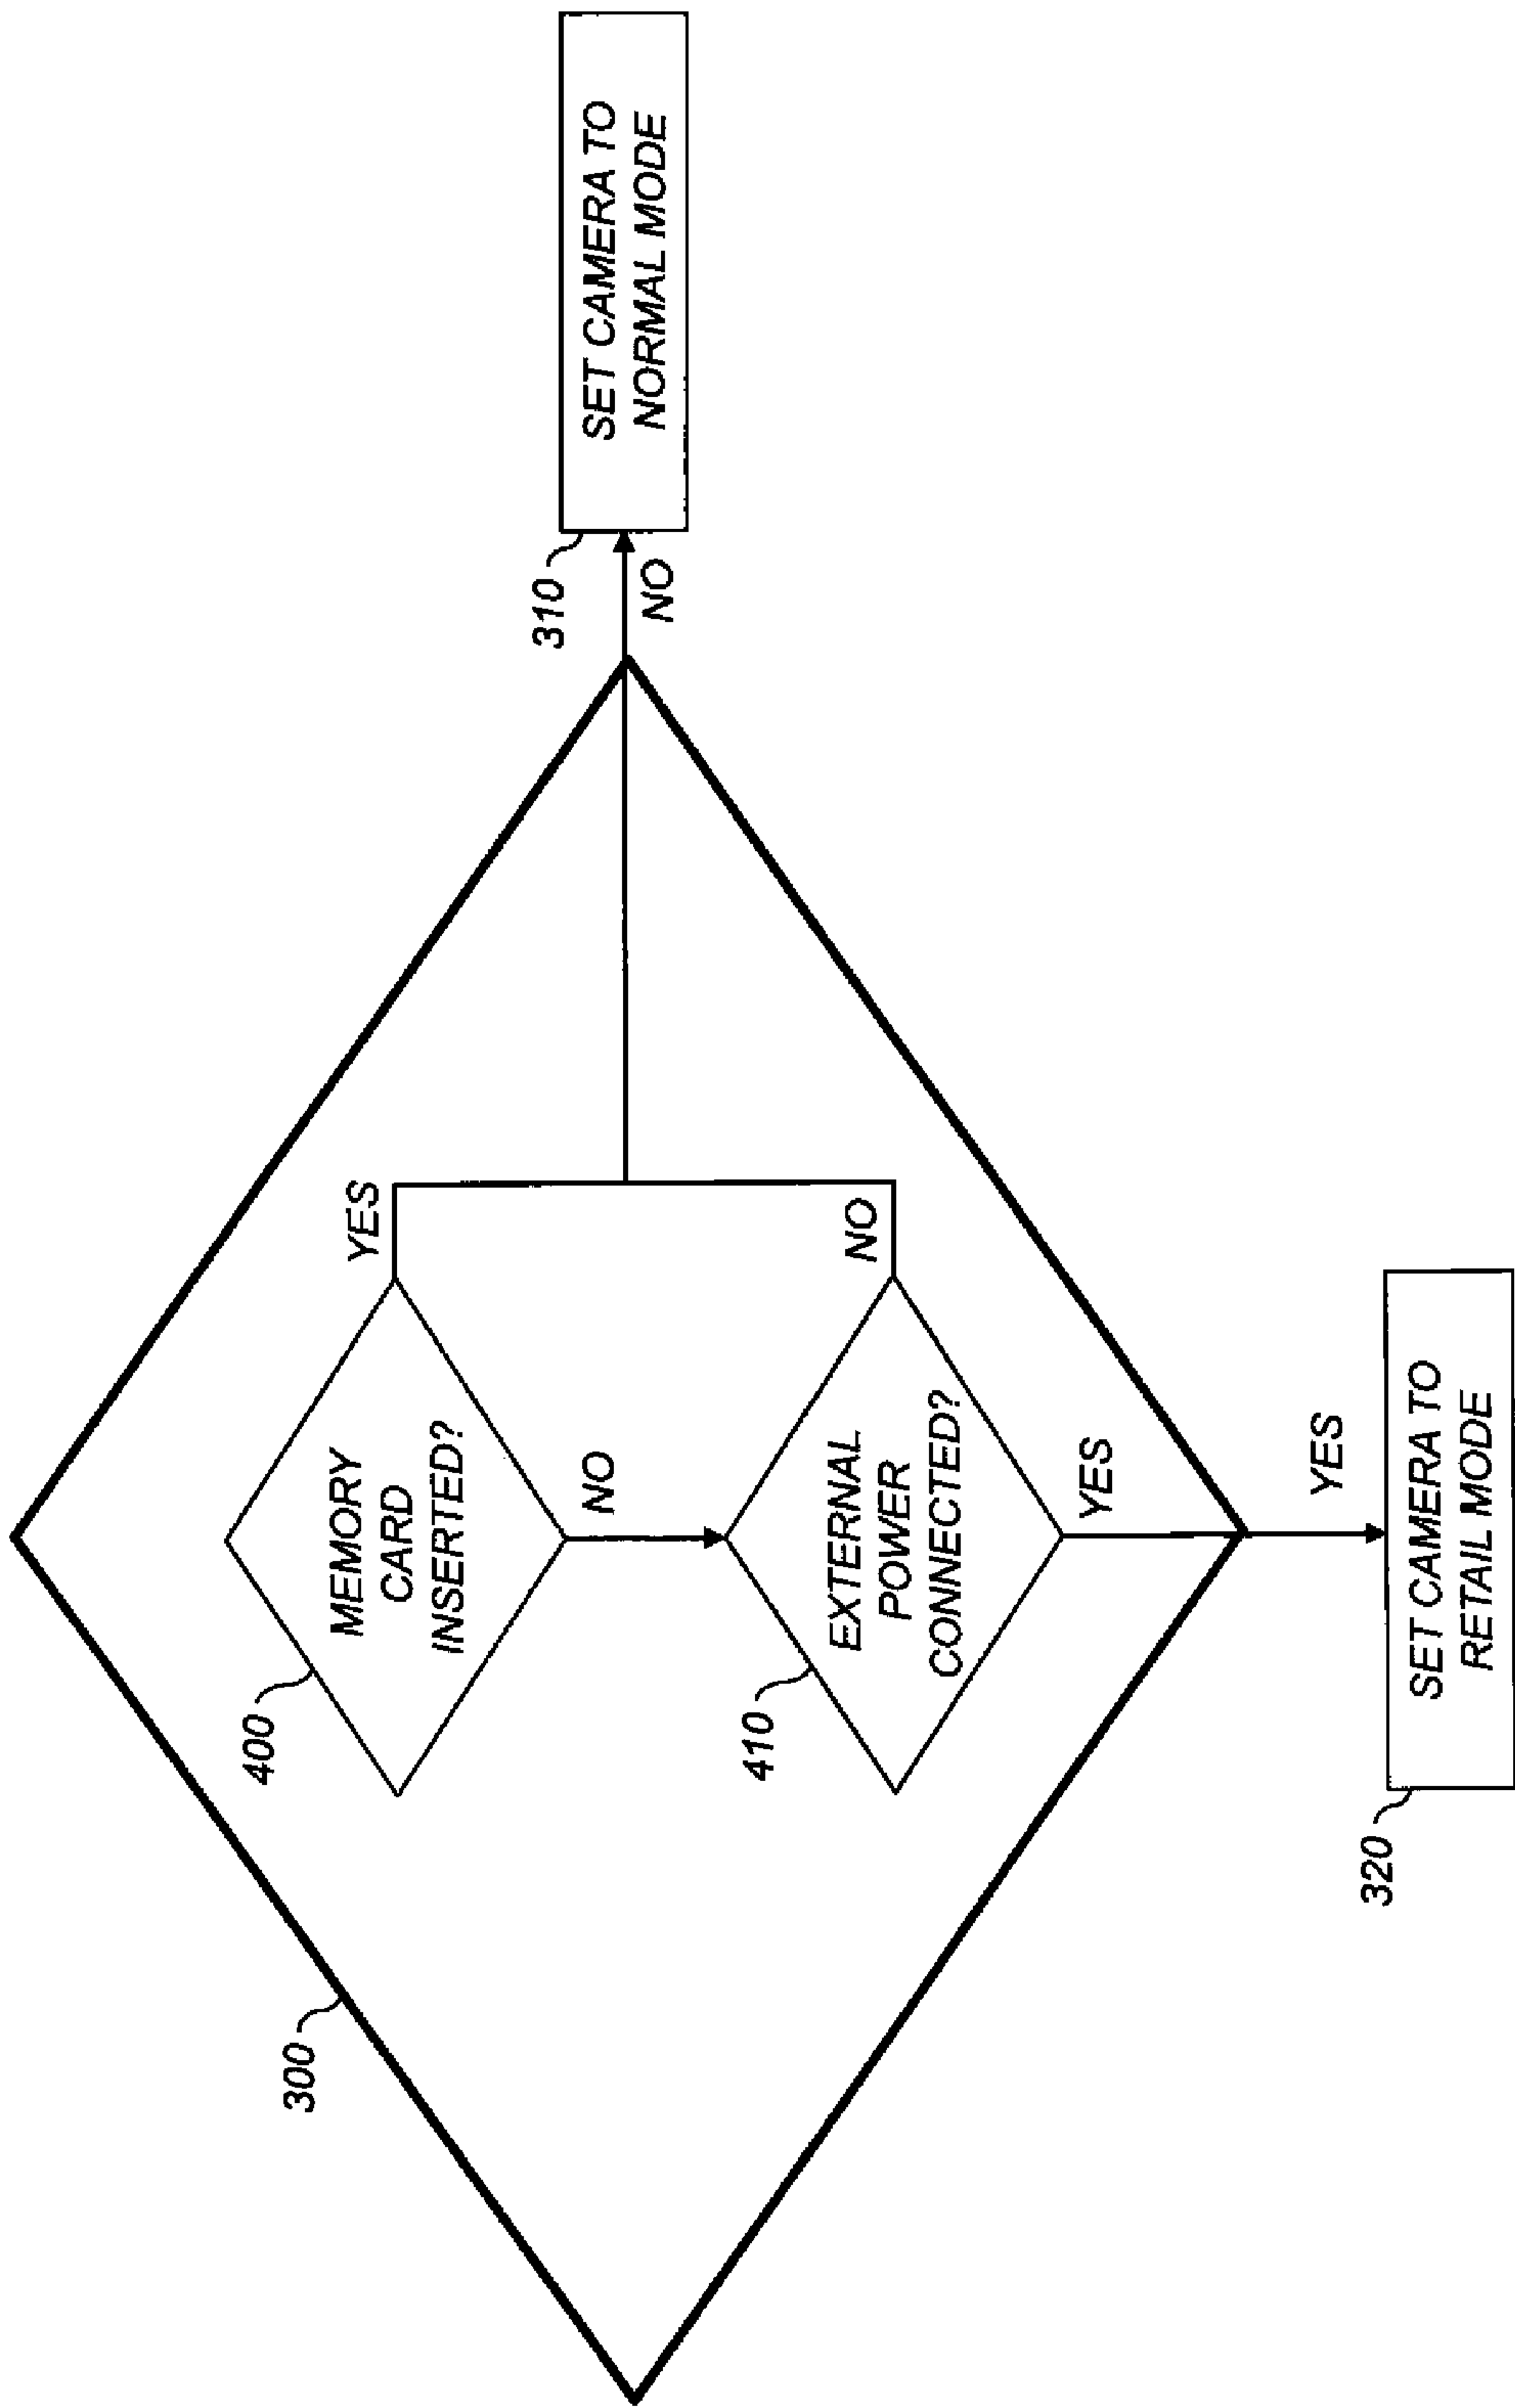 300
400
MEMORY
CARD
INSERTED?
YES
NO
410
EXTERNAL
POWER
CONNECTED?
NO
YES
310
NO
SET CAMERA TO
NORMAL MODE
YES
320
SET CAMERA TO
RETAIL MODE